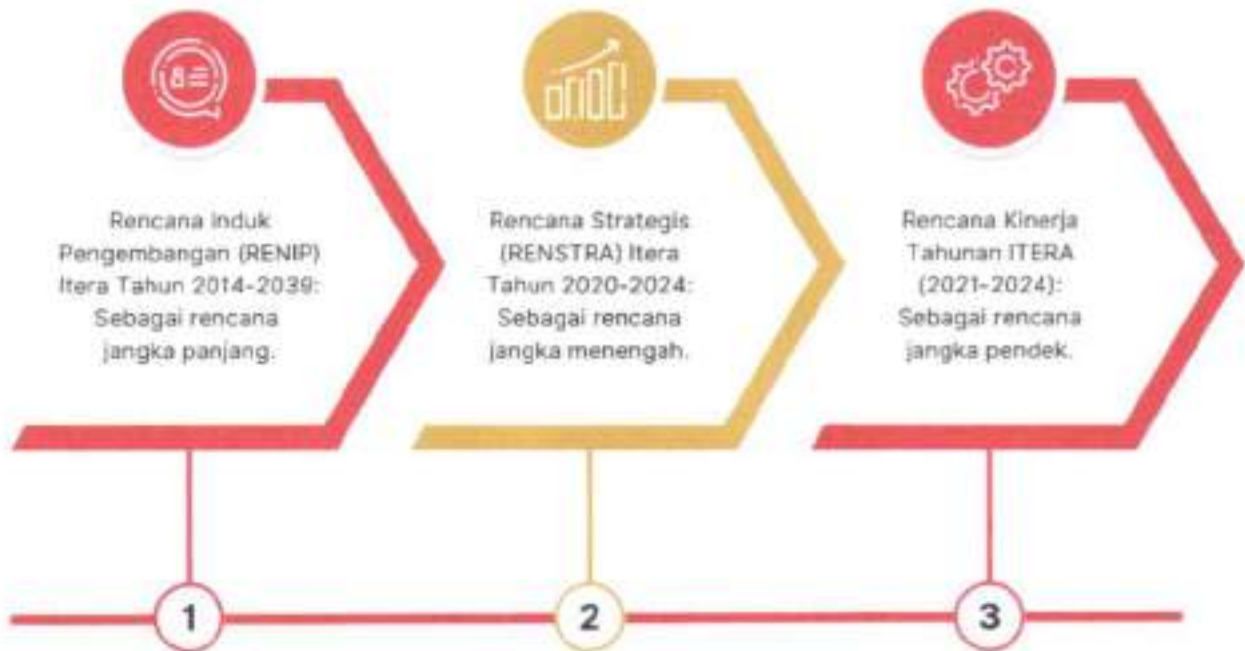 Rencana Induk
Pengembangan (RENIP)
Itera Tahun 2014-2039:
Sebagai rencana
jangka panjang.
Rencana Strategis
(RENSTRA) Itera
Tahun 2020-2024:
Sebagai rencana
jangka menengah.
Rencana Kinerja
Tahunan ITERA
(2021-2024):
Sebagai rencana
jangka pendek.
1
2
3